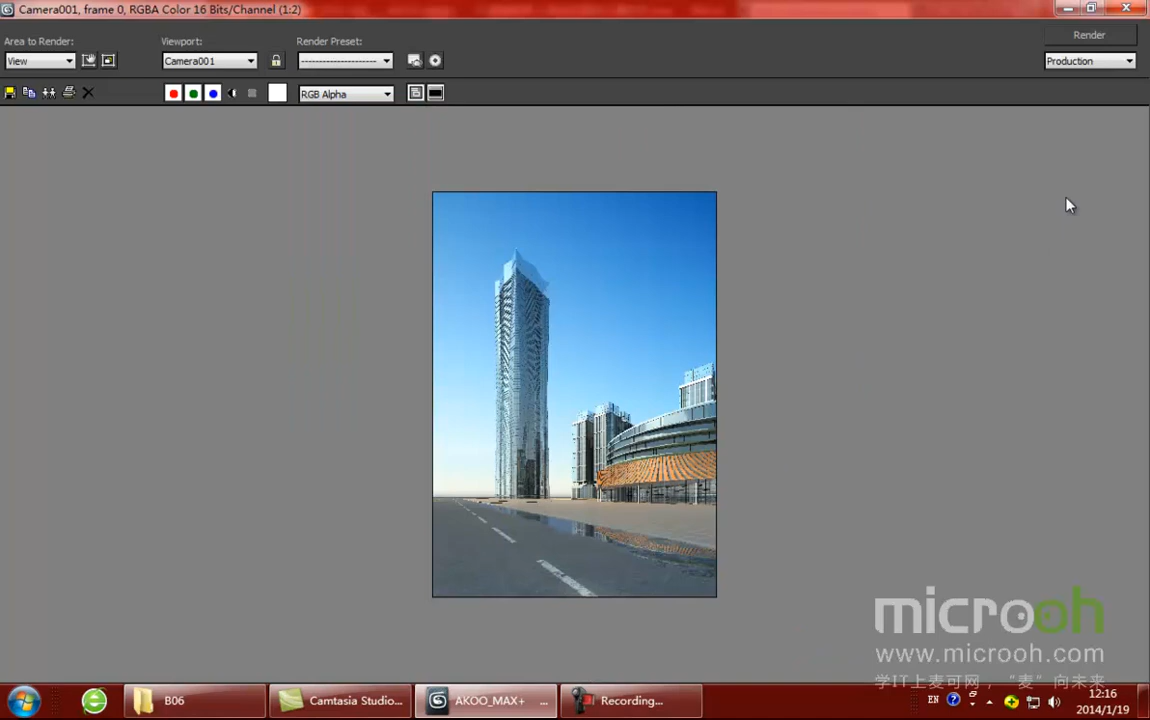 Camera001, frame 0, RGBA Color 16 Bits/Channel (1:2)
Area to Render:
Viewport:
Render Preset:
Render
View
Camera001
--------------------
Production
RGB Alpha
microoh
www.microoh.com
学IT上麦可网，“麦”向未来
B06
Camtasia Studio...
AKOO_MAX+ ...
Recording...
EN
12:16
2014/1/19